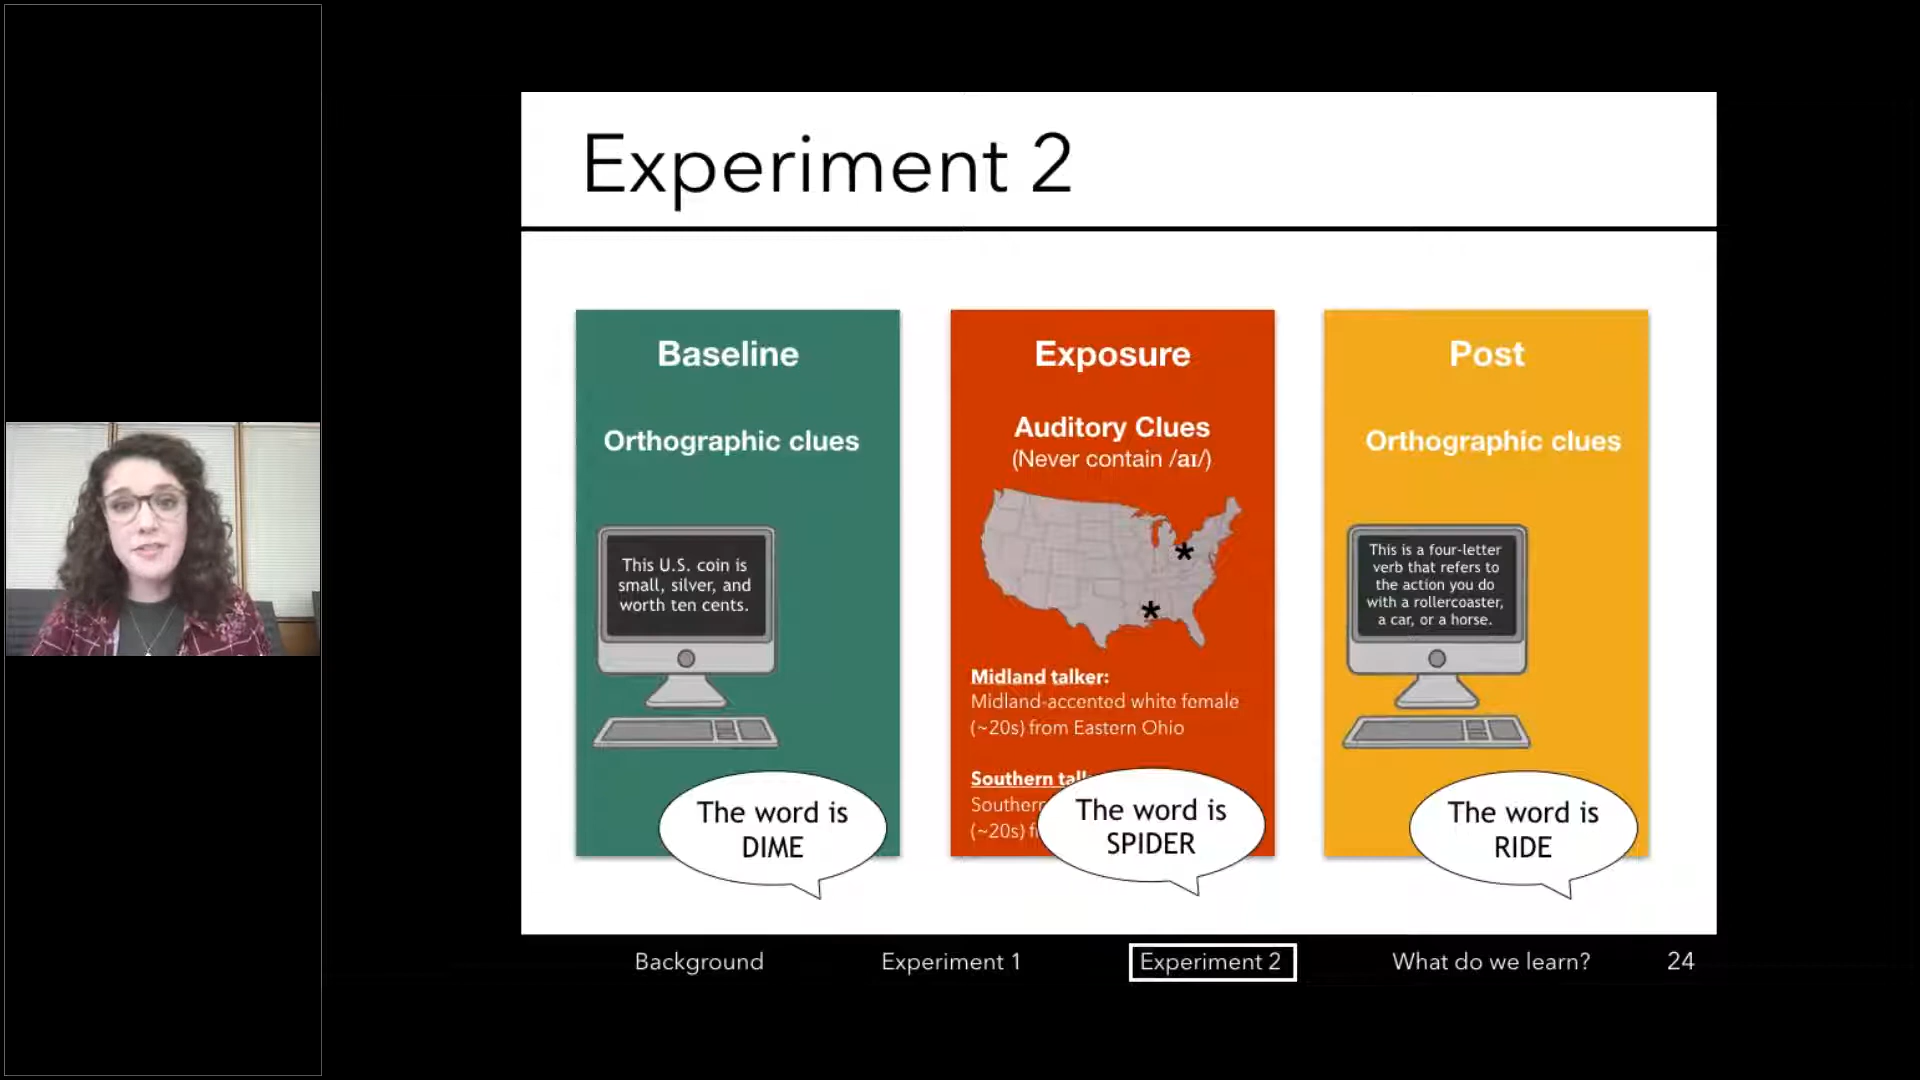 Experiment 2
Baseline
Orthographic clues
This U.S. coin is
small, silver, and
worth ten cents.
The word is
DIME
Exposure
Auditory Clues
(Never contain /aɪ/)
*
*
Midland talker:
Midland-accented white female
(~20s) from Eastern Ohio
Southern
(~20s)
The word is
SPIDER
Post
Orthographic clues
This is a four-letter
verb that refers to
the action you do
with a rollercoaster,
a car, or a horse.
The word is
RIDE
Background
Experiment 1
Experiment 2
What do we learn?
24